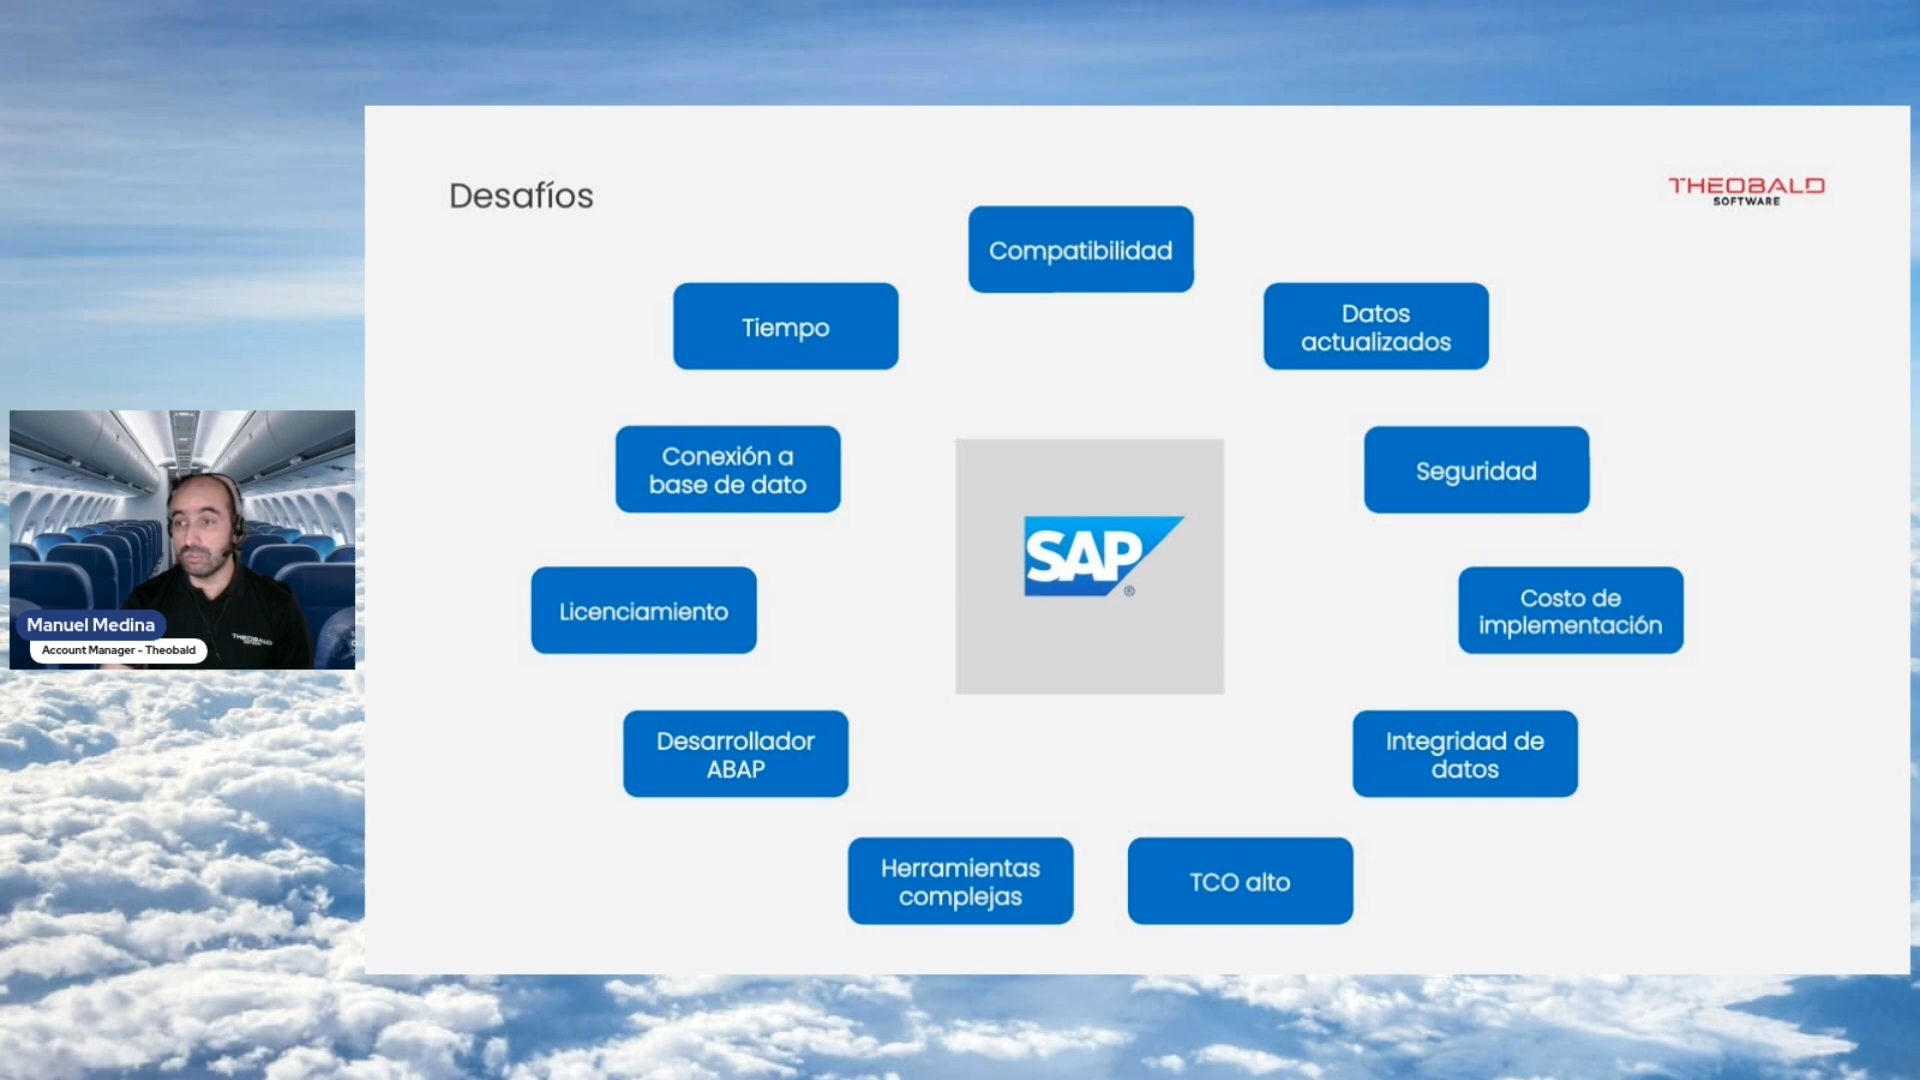 Desafíos
THEOBALD
SOFTWARE
Compatibilidad
Tiempo
Datos
actualizados
Conexión a
base de dato
Seguridad
SAP
®
Licenciamiento
Costo de
implementación
Desarrollador
ABAP
Integridad de
datos
Herramientas
complejas
TCO alto
Manuel Medina
Account Manager - Theobald
THEOBALD